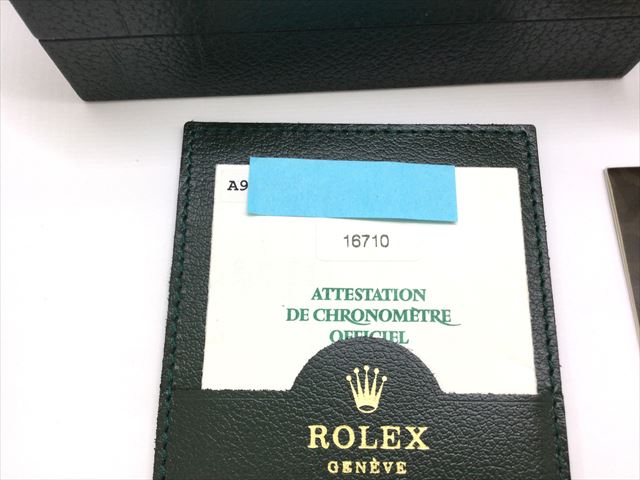 A9
16710
ATTESTATION
DE CHRONOMÈTRE
OFFICIEL
ROLEX
GENÈVE